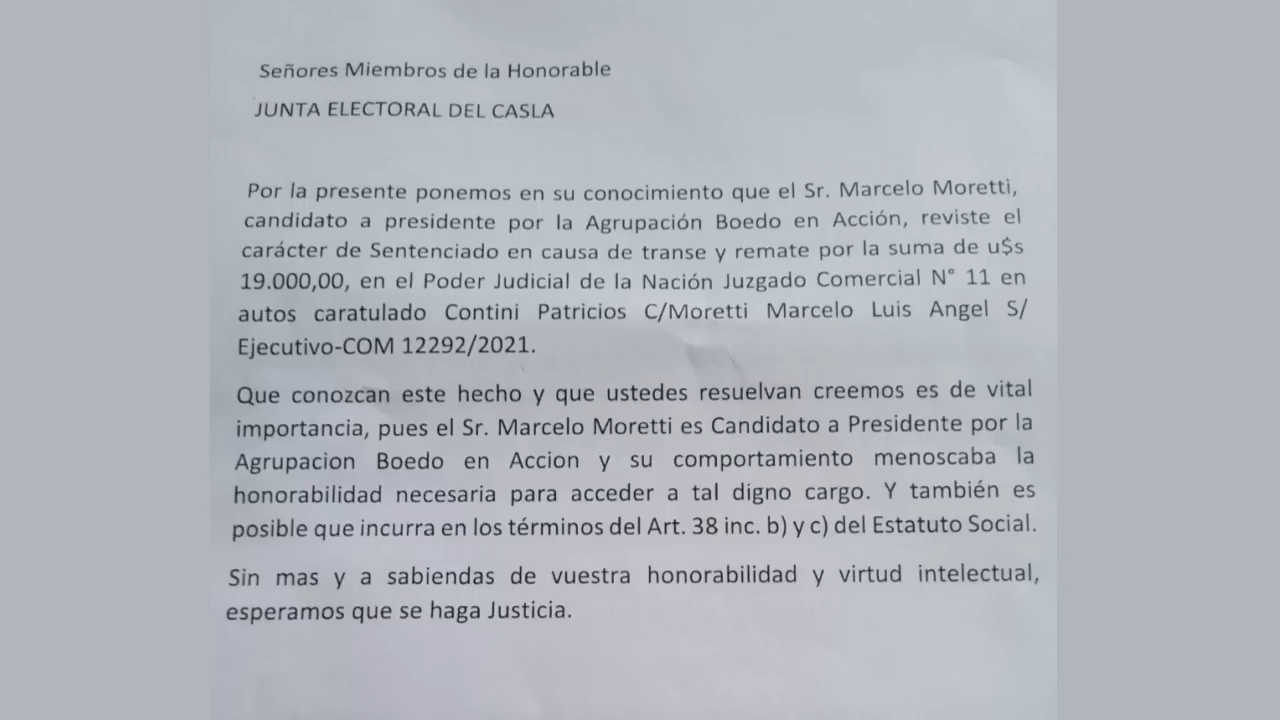 Señores Miembros de la Honorable
JUNTA ELECTORAL DEL CASLA
Por la presente ponemos en su conocimiento que el Sr. Marcelo Moretti,
candidato a presidente por la Agrupación Boedo en Acción, reviste el
carácter de Sentenciado en causa de transe y remate por la suma de u$s
19.000,00, en el Poder Judicial de la Nación Juzgado Comercial N° 11 en
autos caratulado Contini Patricios C/Moretti Marcelo Luis Angel S/
Ejecutivo-COM 12292/2021.
Que conozcan este hecho y que ustedes resuelvan creemos es de vital
importancia, pues el Sr. Marcelo Moretti es Candidato a Presidente por la
Agrupacion Boedo en Accion y su comportamiento menoscaba la
honorabilidad necesaria para acceder a tal digno cargo. Y también es
posible que incurra en los términos del Art. 38 inc. b) y c) del Estatuto Social.
Sin mas y a sabiendas de vuestra honorabilidad y virtud intelectual,
esperamos que se haga Justicia.